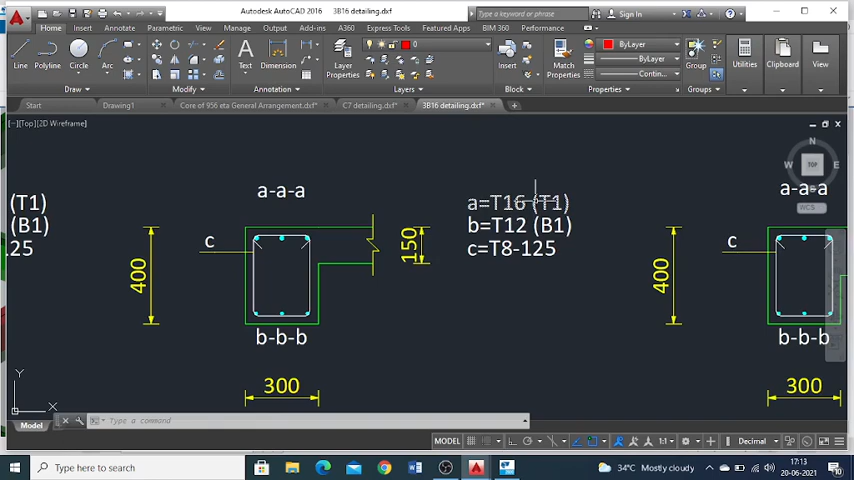 Autodesk AutoCAD 2016 3B16 detailing.dxf
Type a keyword or phrase
Sign In
Home Insert Annotate Parametric View Manage Output Add-ins A360 Express Tools Featured Apps BIM 360 Performance
Line Polyline Circle Arc
Text Dimension
Layer Properties
0
Insert
Match Properties
ByLayer
ByLayer
Contin...
Group
Utilities
Clipboard
View
Draw Modify Annotation Layers Block Properties Groups
Start Drawing1 Core of 956 eta General Arrangement.dxf* C7 detailing.dxf* 3B16 detailing.dxf*
[−][Top][2D Wireframe]
N
W TOP E
S
WCS
(T1)
(B1)
.25
a-a-a
c
400
150
b-b-b
300
a=T16 (T1)
b=T12 (B1)
c=T8-125
a-a-a
c
400
b-b-b
300
Y
X
Type a command
Model
MODEL 1:1 Decimal
Type here to search
34°C Mostly cloudy
17:13
20-06-2021